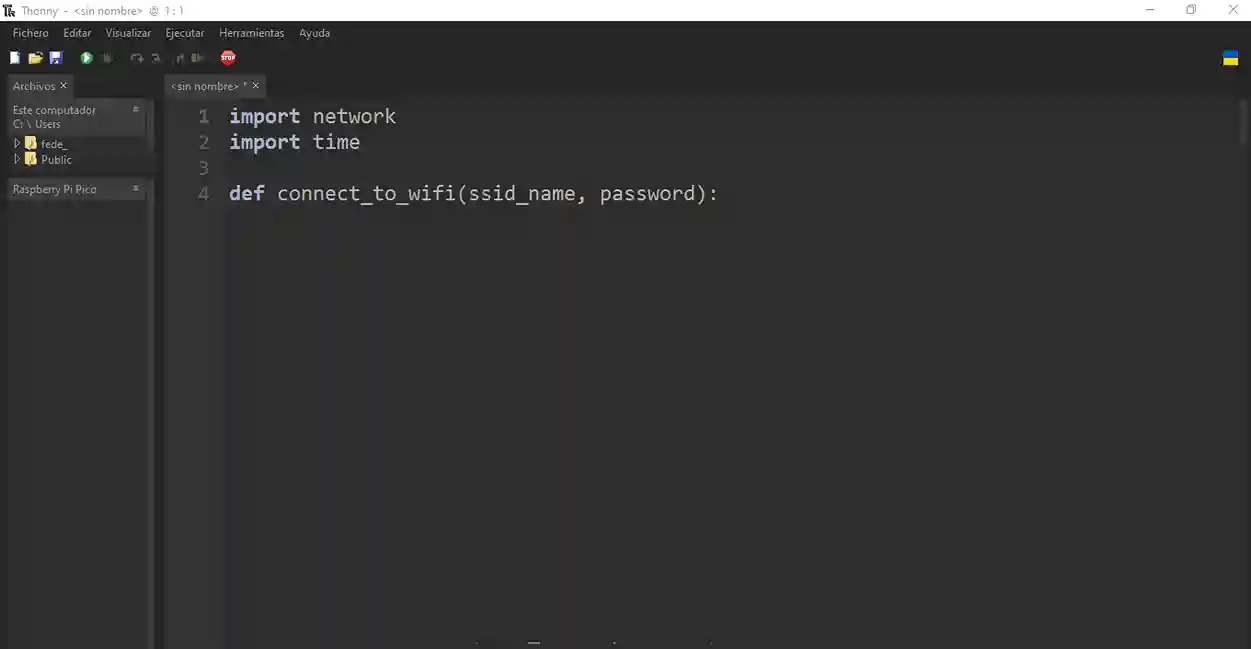 Thonny - <sin nombre> @ 1 : 1
Fichero Editar Visualizar Ejecutar Herramientas Ayuda
STOP
Archivos ×
<sin nombre> * ×
Este computador
C: \ Users
fede_
Public
Raspberry Pi Pico
1 import network
2 import time
3
4 def connect_to_wifi(ssid_name, password):